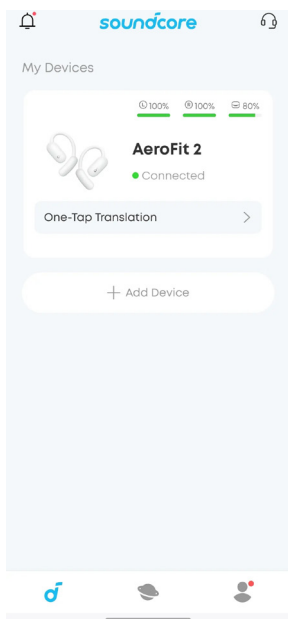 soundcore
My Devices
L 100% R 100% 80%
AeroFit 2
Connected
One-Tap Translation
Add Device